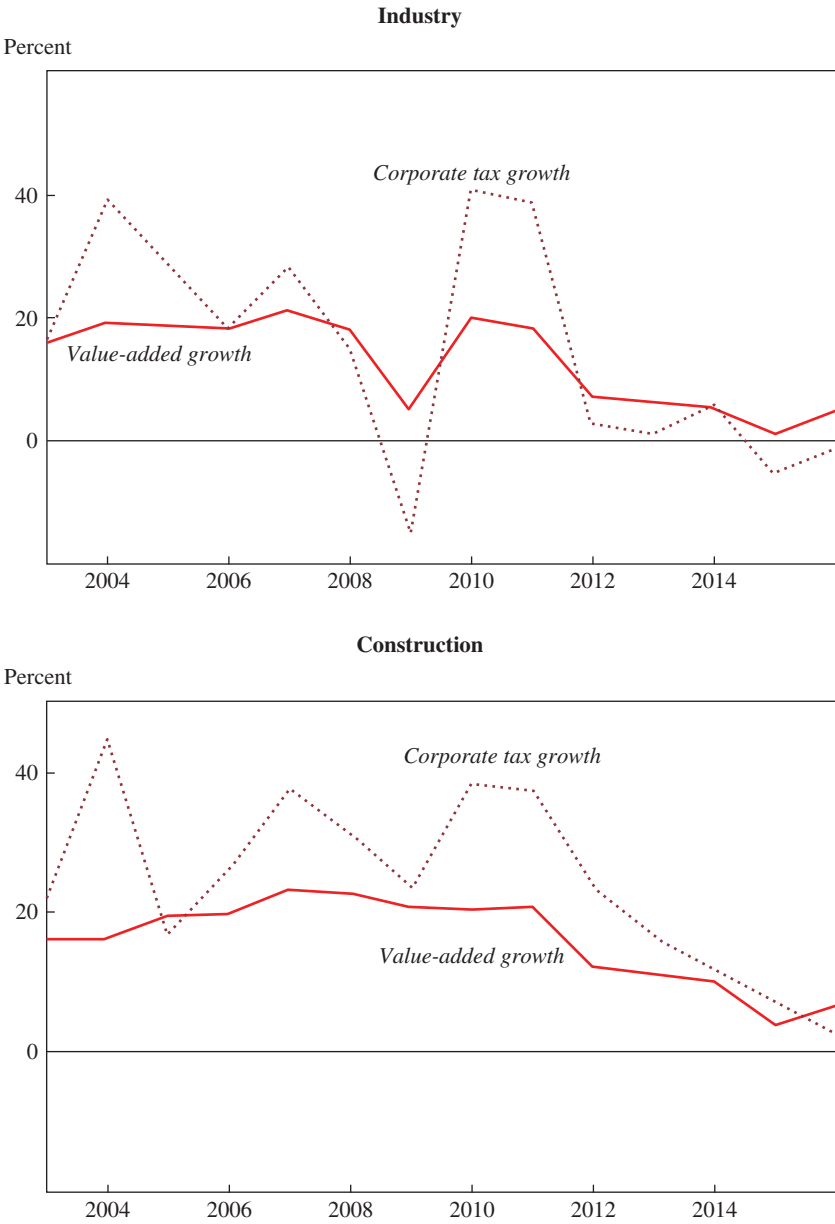 Industry
Percent
Corporate tax growth
40
20
Value-added growth
0
2004 2006 2008 2010 2012 2014
Construction
Percent
Corporate tax growth
40
20
Value-added growth
0
2004 2006 2008 2010 2012 2014